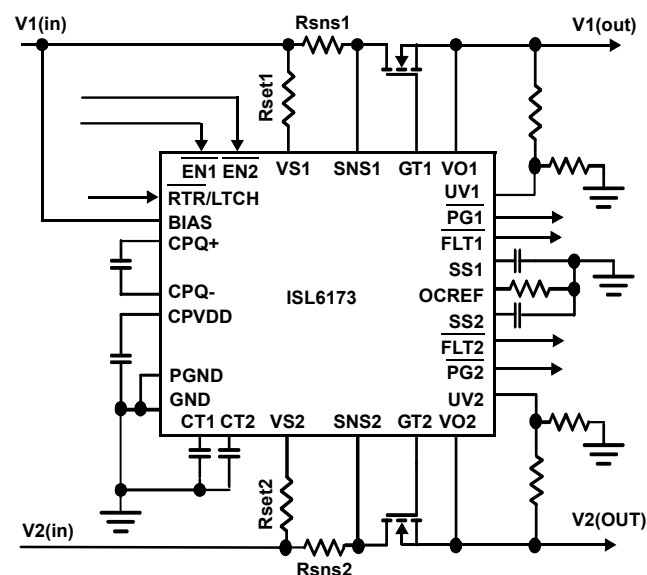 V1(in)
Rsns1
V1(out)
Rset1
EN1 EN2 VS1 SNS1 GT1 VO1
UV1
RTR/LTCH
PG1
BIAS
CPQ+
FLT1
SS1
CPQ-
ISL6173
OCREF
CPVDD
SS2
FLT2
PGND
PG2
GND
UV2
CT1 CT2 VS2 SNS2 GT2 VO2
Rset2
V2(in)
V2(OUT)
Rsns2